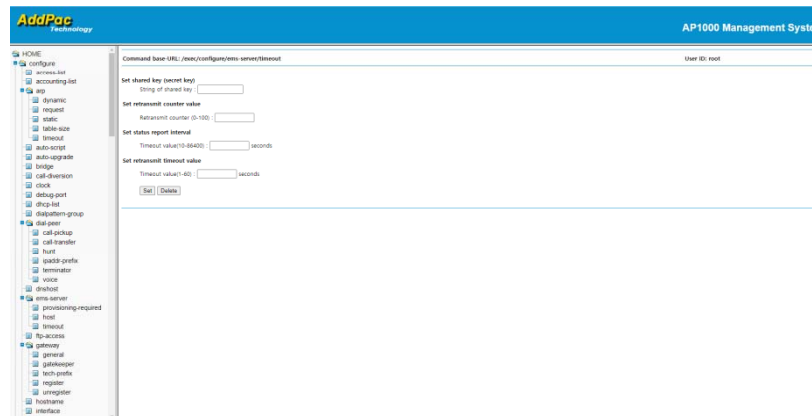 AddPac
Technology
AP1000 Management Syste
HOME
configure
access-list
accounting-list
arp
dynamic
request
static
table-size
timeout
auto-script
auto-upgrade
bridge
call-diversion
clock
debug-port
dhcp-list
dialpattern-group
dial-peer
call-pickup
call-transfer
hunt
ipaddr-prefix
terminator
voice
dnshost
ems-server
provisioning-required
host
timeout
ftp-access
gateway
general
gatekeeper
tech-prefix
register
unregister
hostname
interface
Command base-URL: /exec/configure/ems-server/timeout
User ID: root
Set shared key (secret key)
String of shared key :
Set retransmit counter value
Retransmit counter (0-100) :
Set status report interval
Timeout value(10-86400) : seconds
Set retransmit timeout value
Timeout value(1-60) : seconds
Set Delete